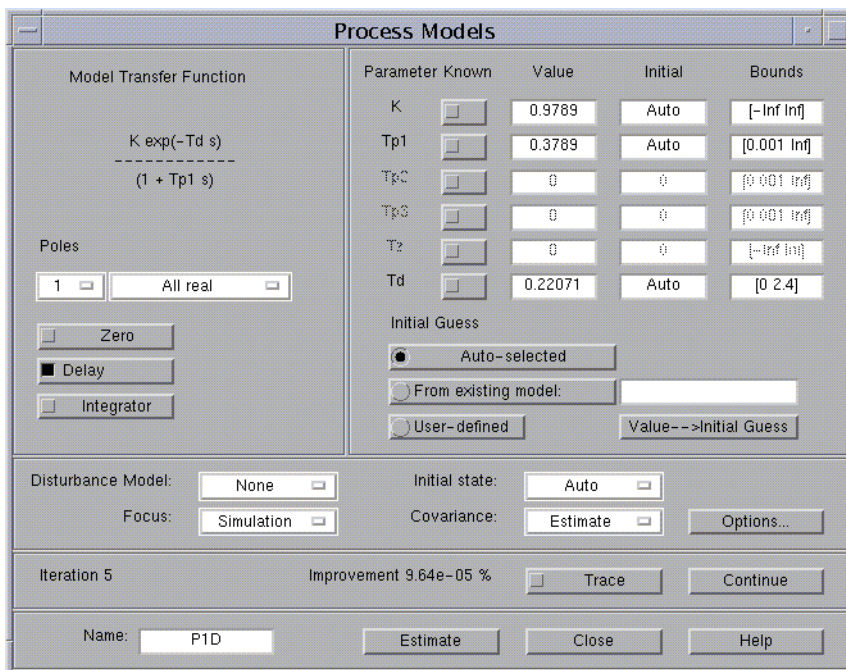 Process Models
Model Transfer Function
K exp(-Td s)
------------
(1 + Tp1 s)
Poles
1 All real
Zero
Delay
Integrator
Parameter Known Value Initial Bounds
K 0.9789 Auto [-Inf Inf]
Tp1 0.3789 Auto [0.001 Inf]
Tp2 0 0 [0.001 Inf]
Tp3 0 0 [0.001 Inf]
Tz 0 0 [-Inf Inf]
Td 0.22071 Auto [0 2.4]
Initial Guess
Auto-selected
From existing model:
User-defined Value-->Initial Guess
Disturbance Model: None Initial state: Auto
Focus: Simulation Covariance: Estimate Options...
Iteration 5 Improvement 9.64e-05 % Trace Continue
Name: P1D Estimate Close Help